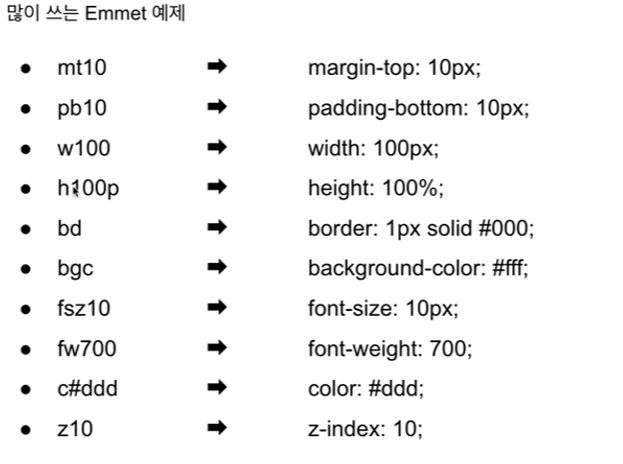 많이 쓰는 Emmet 예제
● mt10 ➡ margin-top: 10px;
● pb10 ➡ padding-bottom: 10px;
● w100 ➡ width: 100px;
● h100p ➡ height: 100%;
● bd ➡ border: 1px solid #000;
● bgc ➡ background-color: #fff;
● fsz10 ➡ font-size: 10px;
● fw700 ➡ font-weight: 700;
● c#ddd ➡ color: #ddd;
● z10 ➡ z-index: 10;